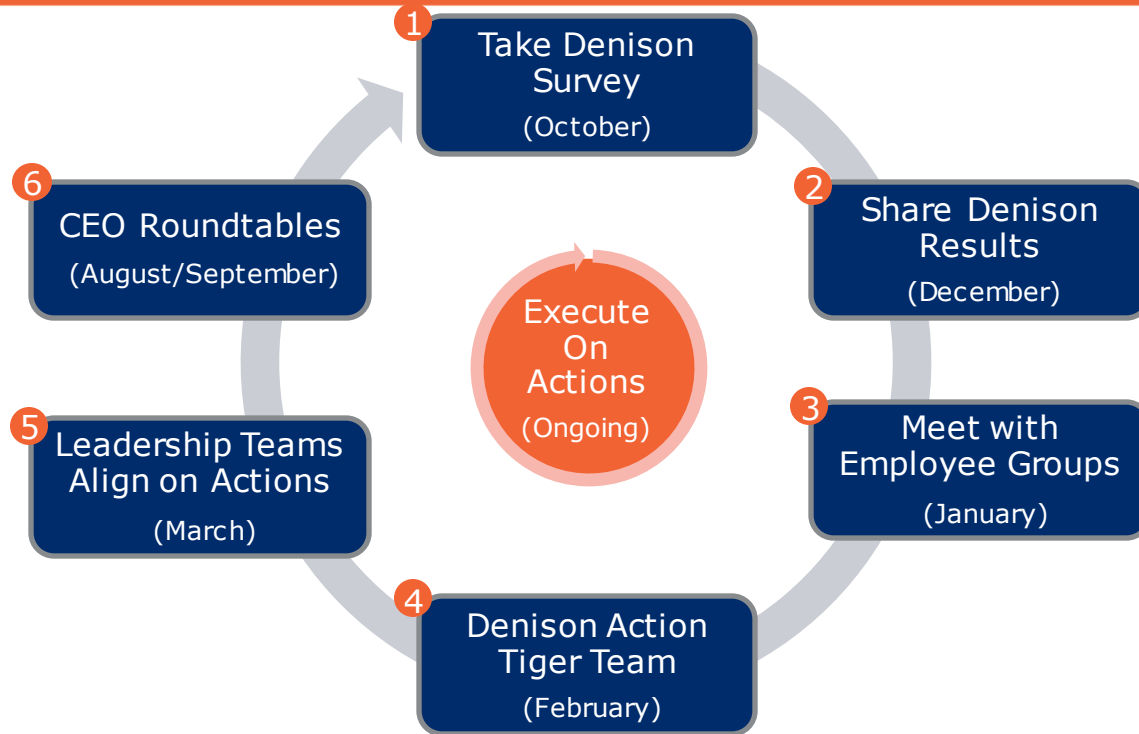 1
Take Denison
Survey
(October)
2
Share Denison
Results
(December)
3
Meet with
Employee Groups
(January)
4
Denison Action
Tiger Team
(February)
5
Leadership Teams
Align on Actions
(March)
6
CEO Roundtables
(August/September)
Execute
On
Actions
(Ongoing)